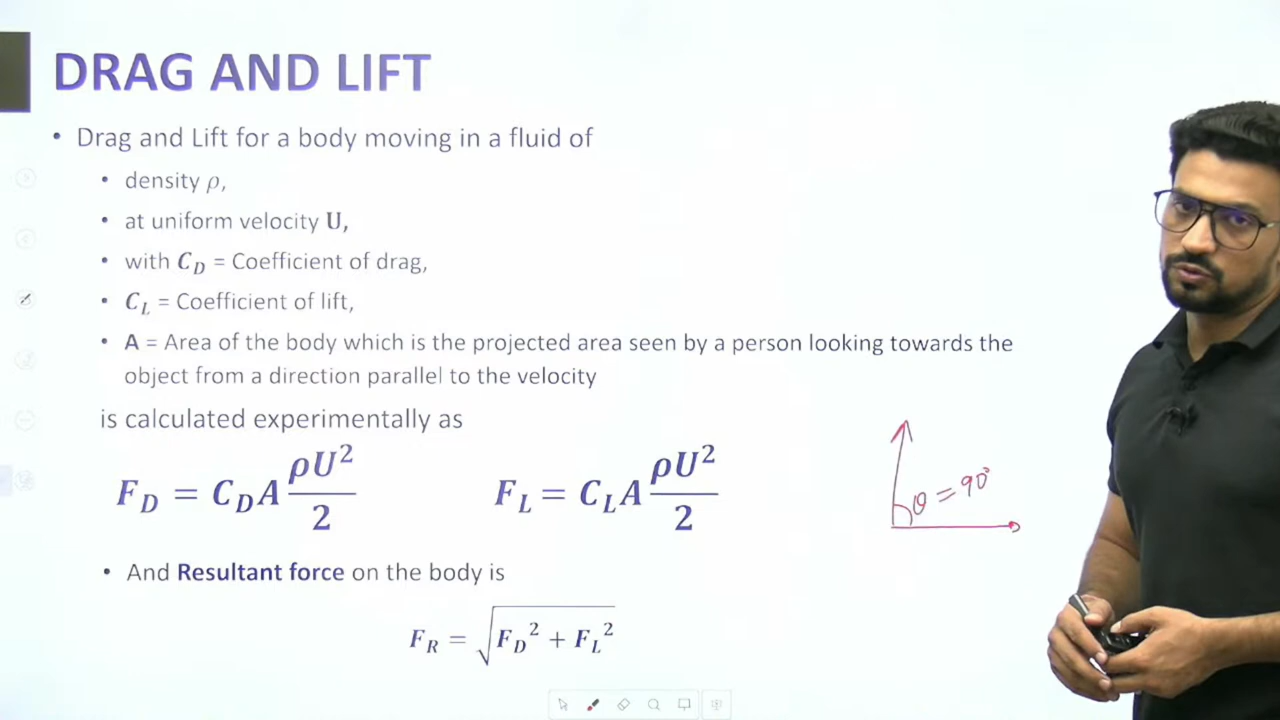 DRAG AND LIFT
• Drag and Lift for a body moving in a fluid of
• density ρ,
• at uniform velocity U,
• with C_D = Coefficient of drag,
• C_L = Coefficient of lift,
• A = Area of the body which is the projected area seen by a person looking towards the
object from a direction parallel to the velocity
is calculated experimentally as
F_D = C_D A ρU²/2
F_L = C_L A ρU²/2
θ = 90°
• And Resultant force on the body is
F_R = √(F_D² + F_L²)